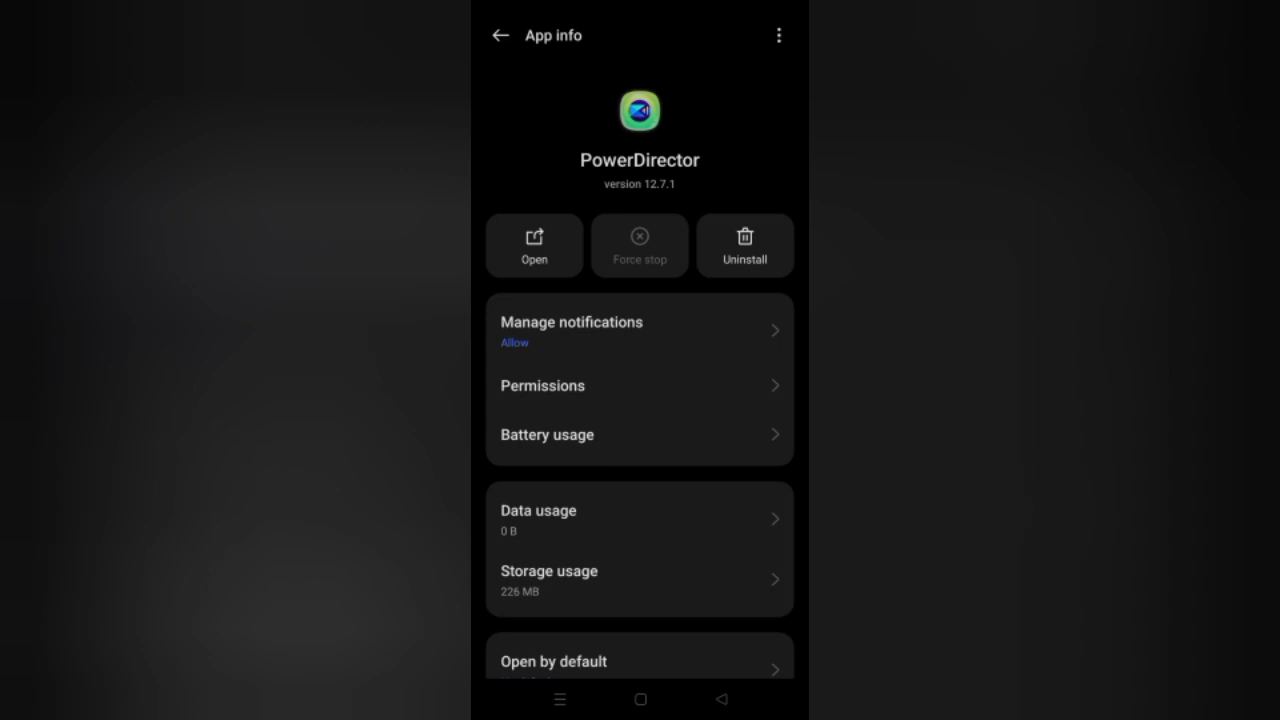 App info
PowerDirector
version 12.7.1
Open
Force stop
Uninstall
Manage notifications
Allow
Permissions
Battery usage
Data usage
0 B
Storage usage
226 MB
Open by default